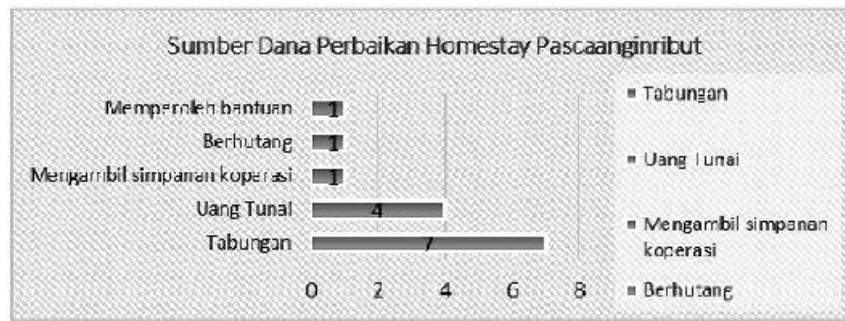 Sumber Dana Perbaikan Homestay Pascaanginribut
Memperoleh bantuan 1
Berhutang 1
Mengambil simpanan koperasi 1
Uang Tunai 4
Tabungan 7
0 2 4 6 8
Tabungan
Uang Tunai
Mengambil simpanan
koperasi
Berhutang